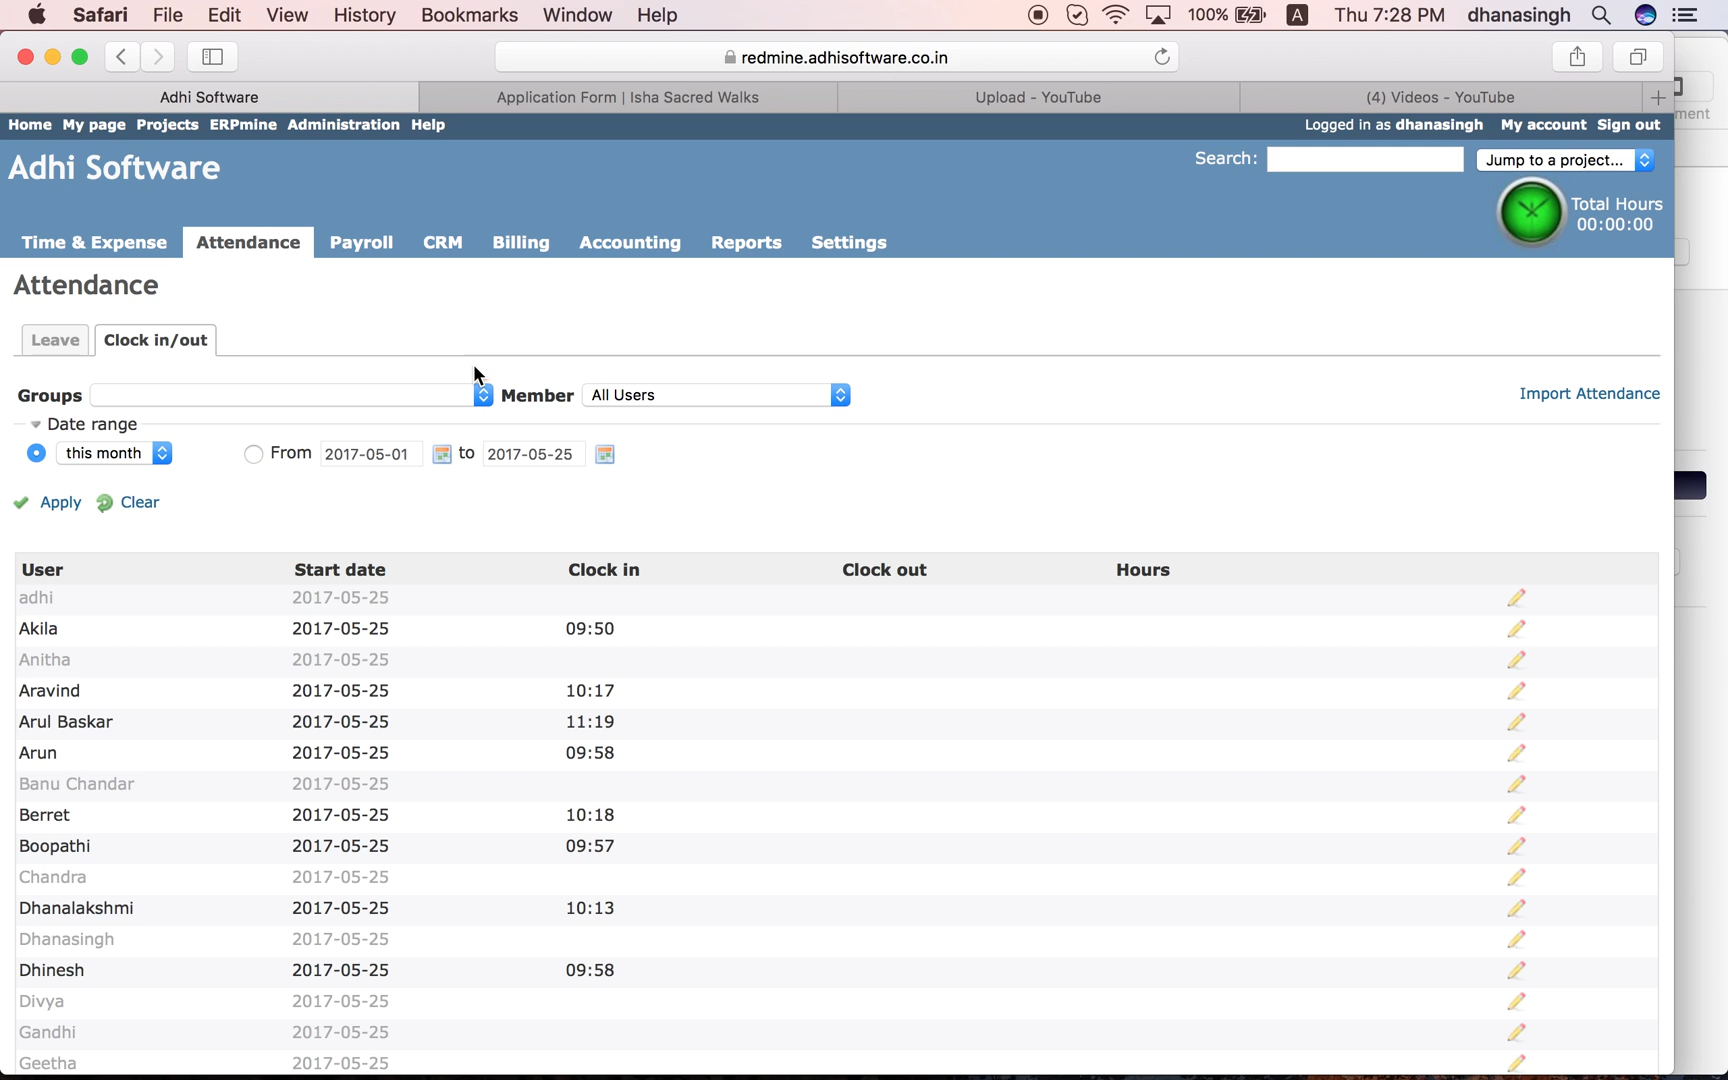 Safari File Edit View History Bookmarks Window Help 100% A Thu 7:28 PM dhanasingh
redmine.adhisoftware.co.in
Adhi Software Application Form | Isha Sacred Walks Upload - YouTube (4) Videos - YouTube +
ment
Home My page Projects ERPmine Administration Help Logged in as dhanasingh My account Sign out
Adhi Software Search: Jump to a project...
Total Hours
00:00:00
Time & Expense Attendance Payroll CRM Billing Accounting Reports Settings
Attendance
Leave Clock in/out
Groups Member All Users Import Attendance
Date range
this month From 2017-05-01 to 2017-05-25
Apply Clear
User Start date Clock in Clock out Hours
adhi 2017-05-25
Akila 2017-05-25 09:50
Anitha 2017-05-25
Aravind 2017-05-25 10:17
Arul Baskar 2017-05-25 11:19
Arun 2017-05-25 09:58
Banu Chandar 2017-05-25
Berret 2017-05-25 10:18
Boopathi 2017-05-25 09:57
Chandra 2017-05-25
Dhanalakshmi 2017-05-25 10:13
Dhanasingh 2017-05-25
Dhinesh 2017-05-25 09:58
Divya 2017-05-25
Gandhi 2017-05-25
Geetha 2017-05-25